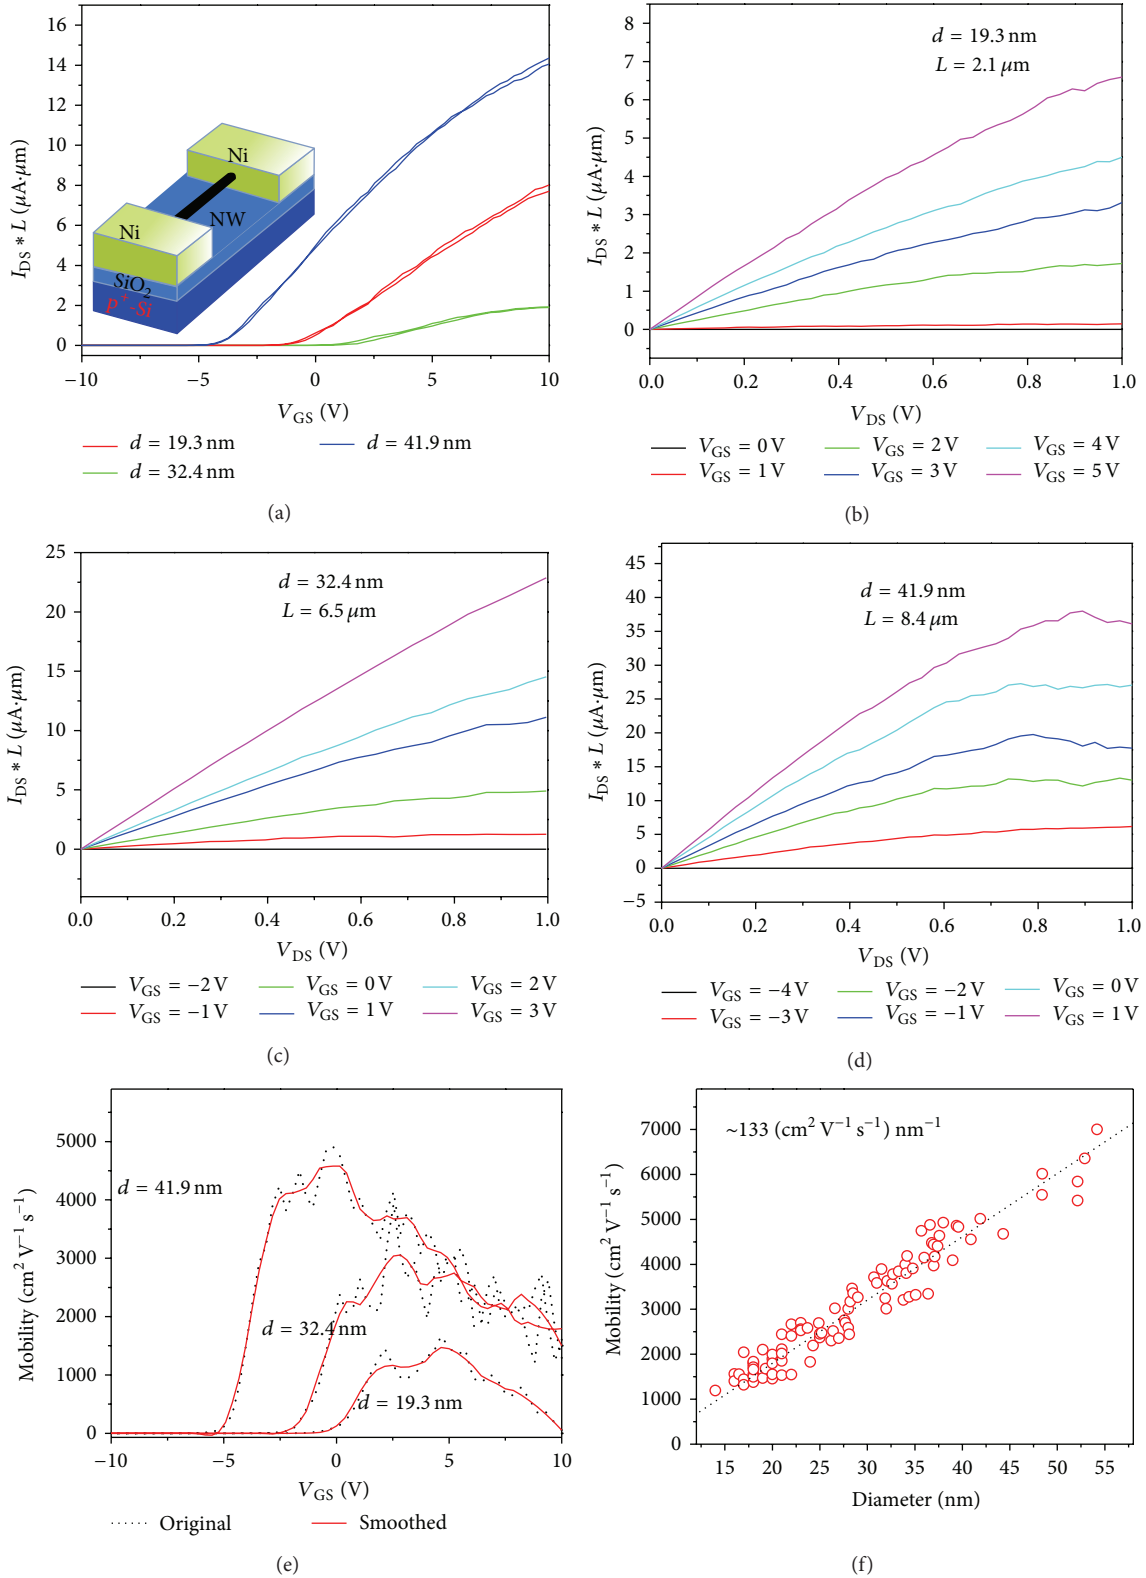 16
14
12
10
8
6
4
2
0
I_DS * L (μA·μm)
Ni
Ni
NW
SiO₂
p⁺-Si
−10 −5 0 5 10
V_GS (V)
d = 19.3 nm d = 41.9 nm
d = 32.4 nm
(a)
8
7
6
5
4
3
2
1
0
I_DS * L (μA·μm)
d = 19.3 nm
L = 2.1 μm
0.0 0.2 0.4 0.6 0.8 1.0
V_DS (V)
V_GS = 0 V V_GS = 2 V V_GS = 4 V
V_GS = 1 V V_GS = 3 V V_GS = 5 V
(b)
25
20
15
10
5
0
I_DS * L (μA·μm)
d = 32.4 nm
L = 6.5 μm
0.0 0.2 0.4 0.6 0.8 1.0
V_DS (V)
V_GS = −2 V V_GS = 0 V V_GS = 2 V
V_GS = −1 V V_GS = 1 V V_GS = 3 V
(c)
45
40
35
30
25
20
15
10
5
0
−5
I_DS * L (μA·μm)
d = 41.9 nm
L = 8.4 μm
0.0 0.2 0.4 0.6 0.8 1.0
V_DS (V)
V_GS = −4 V V_GS = −2 V V_GS = 0 V
V_GS = −3 V V_GS = −1 V V_GS = 1 V
(d)
5000
4000
3000
2000
1000
0
Mobility (cm² V⁻¹ s⁻¹)
d = 41.9 nm
d = 32.4 nm
d = 19.3 nm
−10 −5 0 5 10
V_GS (V)
Original Smoothed
(e)
7000
6000
5000
4000
3000
2000
1000
0
Mobility (cm² V⁻¹ s⁻¹)
~133 (cm² V⁻¹ s⁻¹) nm⁻¹
15 20 25 30 35 40 45 50 55
Diameter (nm)
(f)